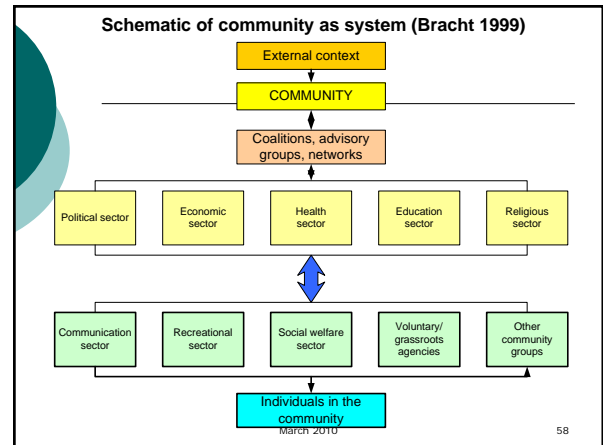 Schematic of community as system (Bracht 1999)
External context
COMMUNITY
Coalitions, advisory
groups, networks
Political sector
Economic
sector
Health
sector
Education
sector
Religious
sector
Communication
sector
Recreational
sector
Social welfare
sector
Voluntary/
grassroots
agencies
Other
community
groups
Individuals in the
community
March 2010
58